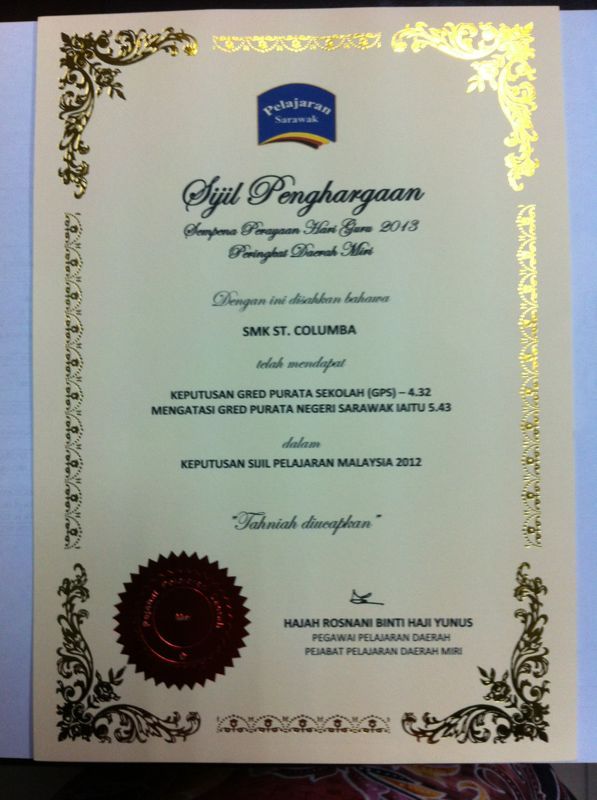 Pelajaran
Sarawak
Sijil Penghargaan
Sempena Perayaan Hari Guru 2013
Peringkat Daerah Miri
Dengan ini disahkan bahawa
SMK ST. COLUMBA
telah mendapat
KEPUTUSAN GRED PURATA SEKOLAH (GPS) – 4.32
MENGATASI GRED PURATA NEGERI SARAWAK IAITU 5.43
dalam
KEPUTUSAN SIJIL PELAJARAN MALAYSIA 2012
"Tahniah diucapkan"
HAJAH ROSNANI BINTI HAJI YUNUS
PEGAWAI PELAJARAN DAERAH
PEJABAT PELAJARAN DAERAH MIRI